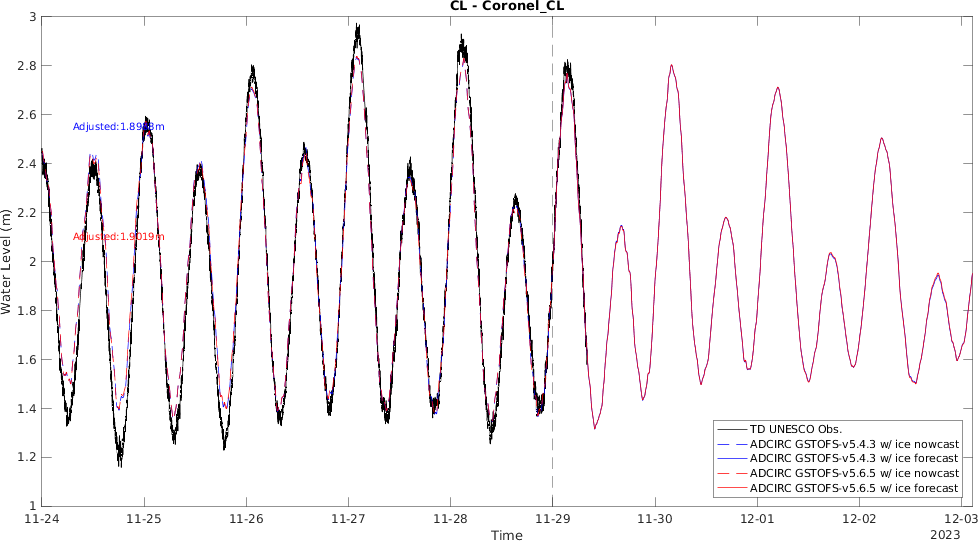 CL - Coronel_CL
3
2.8
2.6
2.4
2.2
2
1.8
1.6
1.4
1.2
1
Water Level (m)
Adjusted:1.8
Adjusted:1.9019m
TD UNESCO Obs.
ADCIRC GSTOFS-v5.4.3 w/ ice nowcast
ADCIRC GSTOFS-v5.4.3 w/ ice forecast
ADCIRC GSTOFS-v5.6.5 w/ ice nowcast
ADCIRC GSTOFS-v5.6.5 w/ ice forecast
11-24 11-25 11-26 11-27 11-28 11-29 11-30 12-01 12-02 12-03
Time
2023